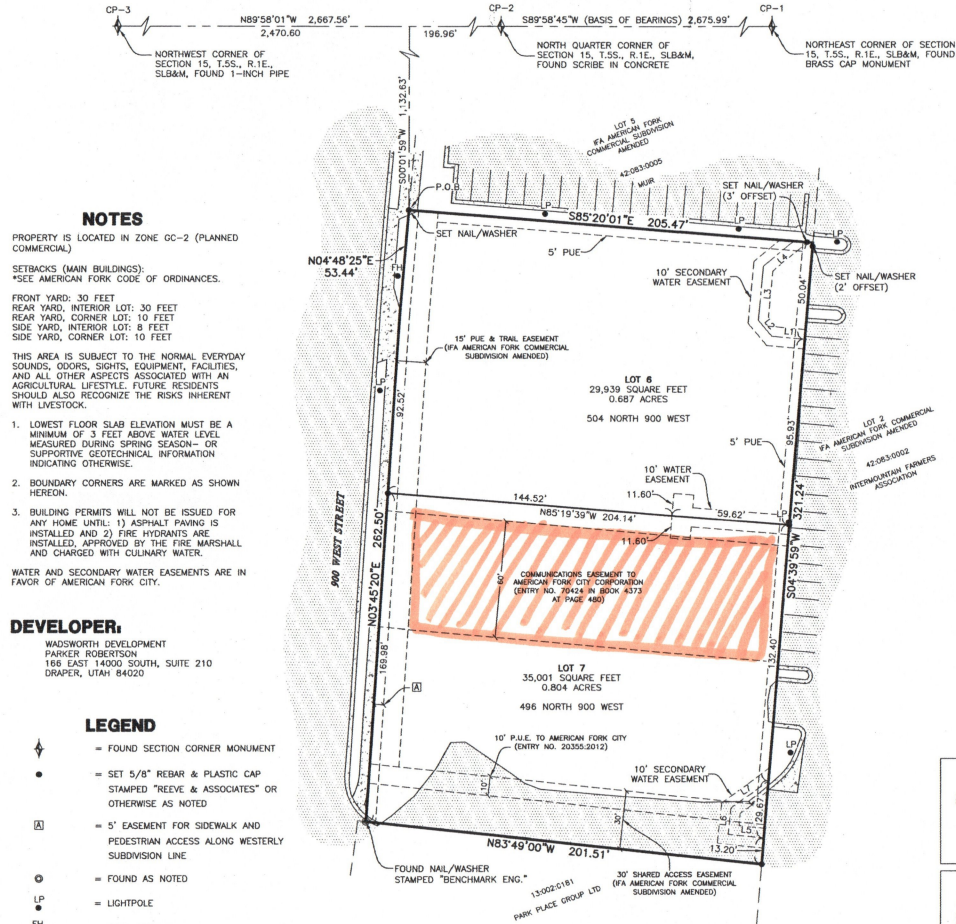 CP-3
CP-2
CP-1
N89°58'01"W 2,667.56'
S89°58'45"W (BASIS OF BEARINGS) 2,675.99'
2,470.60
196.96'
NORTHWEST CORNER OF
SECTION 15, T.5S., R.1E.,
SLB&M, FOUND 1-INCH PIPE
NORTH QUARTER CORNER OF
SECTION 15, T.5S., R.1E., SLB&M,
FOUND SCRIBE IN CONCRETE
NORTHEAST CORNER OF SECTION
15, T.5S., R.1E., SLB&M, FOUND
BRASS CAP MONUMENT
S00°01'59"W 1,132.63'
LOT 5
IFA AMERICAN FORK
COMMERCIAL SUBDIVISION
AMENDED
42:083:0005
MUIR
P.O.B.
SET NAIL/WASHER
LP
S85°20'01"E 205.47'
LP
SET NAIL/WASHER
(3' OFFSET)
LP
5' PUE
SET NAIL/WASHER
(2' OFFSET)
N04°48'25"E
53.44'
FH
10' SECONDARY
WATER EASEMENT
L4
L3
L2
L1
50.04'
NOTES
PROPERTY IS LOCATED IN ZONE GC-2 (PLANNED
COMMERCIAL)
SETBACKS (MAIN BUILDINGS):
*SEE AMERICAN FORK CODE OF ORDINANCES.
FRONT YARD: 30 FEET
REAR YARD, INTERIOR LOT: 30 FEET
REAR YARD, CORNER LOT: 10 FEET
SIDE YARD, INTERIOR LOT: 8 FEET
SIDE YARD, CORNER LOT: 10 FEET
THIS AREA IS SUBJECT TO THE NORMAL EVERYDAY
SOUNDS, ODORS, SIGHTS, EQUIPMENT, FACILITIES,
AND ALL OTHER ASPECTS ASSOCIATED WITH AN
AGRICULTURAL LIFESTYLE. FUTURE RESIDENTS
SHOULD ALSO RECOGNIZE THE RISKS INHERENT
WITH LIVESTOCK.
1. LOWEST FLOOR SLAB ELEVATION MUST BE A
MINIMUM OF 3 FEET ABOVE WATER LEVEL
MEASURED DURING SPRING SEASON- OR
SUPPORTIVE GEOTECHNICAL INFORMATION
INDICATING OTHERWISE.
2. BOUNDARY CORNERS ARE MARKED AS SHOWN
HEREON.
3. BUILDING PERMITS WILL NOT BE ISSUED FOR
ANY HOME UNTIL: 1) ASPHALT PAVING IS
INSTALLED AND 2) FIRE HYDRANTS ARE
INSTALLED, APPROVED BY THE FIRE MARSHALL
AND CHARGED WITH CULINARY WATER.
WATER AND SECONDARY WATER EASEMENTS ARE IN
FAVOR OF AMERICAN FORK CITY.
15' PUE & TRAIL EASEMENT
(IFA AMERICAN FORK COMMERCIAL
SUBDIVISION AMENDED)
LP
92.52'
LOT 6
29,939 SQUARE FEET
0.687 ACRES
504 NORTH 900 WEST
5' PUE
95.93'
LOT 2
IFA AMERICAN FORK COMMERCIAL
SUBDIVISION AMENDED
42:083:0002
INTERMOUNTAIN FARMERS
ASSOCIATION
10' WATER
EASEMENT
144.52'
11.60'
59.62'
LP
N85°19'39"W 204.14'
11.60'
S04°39'59"W 321.24'
900 WEST STREET
N03°45'20"E 262.50'
60'
COMMUNICATIONS EASEMENT TO
AMERICAN FORK CITY CORPORATION
(ENTRY NO. 70424 IN BOOK 4373
AT PAGE 480)
132.40'
169.98'
LOT 7
35,001 SQUARE FEET
0.804 ACRES
496 NORTH 900 WEST
A
10' P.U.E. TO AMERICAN FORK CITY
(ENTRY NO. 20355:2012)
LP
10' SECONDARY
WATER EASEMENT
10'
30'
L7
L6
L5
29.67'
13.20'
N83°49'00"W 201.51'
FOUND NAIL/WASHER
STAMPED "BENCHMARK ENG."
30' SHARED ACCESS EASEMENT
(IFA AMERICAN FORK COMMERCIAL
SUBDIVISION AMENDED)
13:002:0181
PARK PLACE GROUP LTD
DEVELOPER:
WADSWORTH DEVELOPMENT
PARKER ROBERTSON
166 EAST 14000 SOUTH, SUITE 210
DRAPER, UTAH 84020
LEGEND
= FOUND SECTION CORNER MONUMENT
= SET 5/8" REBAR & PLASTIC CAP
STAMPED "REEVE & ASSOCIATES" OR
OTHERWISE AS NOTED
A = 5' EASEMENT FOR SIDEWALK AND
PEDESTRIAN ACCESS ALONG WESTERLY
SUBDIVISION LINE
= FOUND AS NOTED
LP = LIGHTPOLE
FH